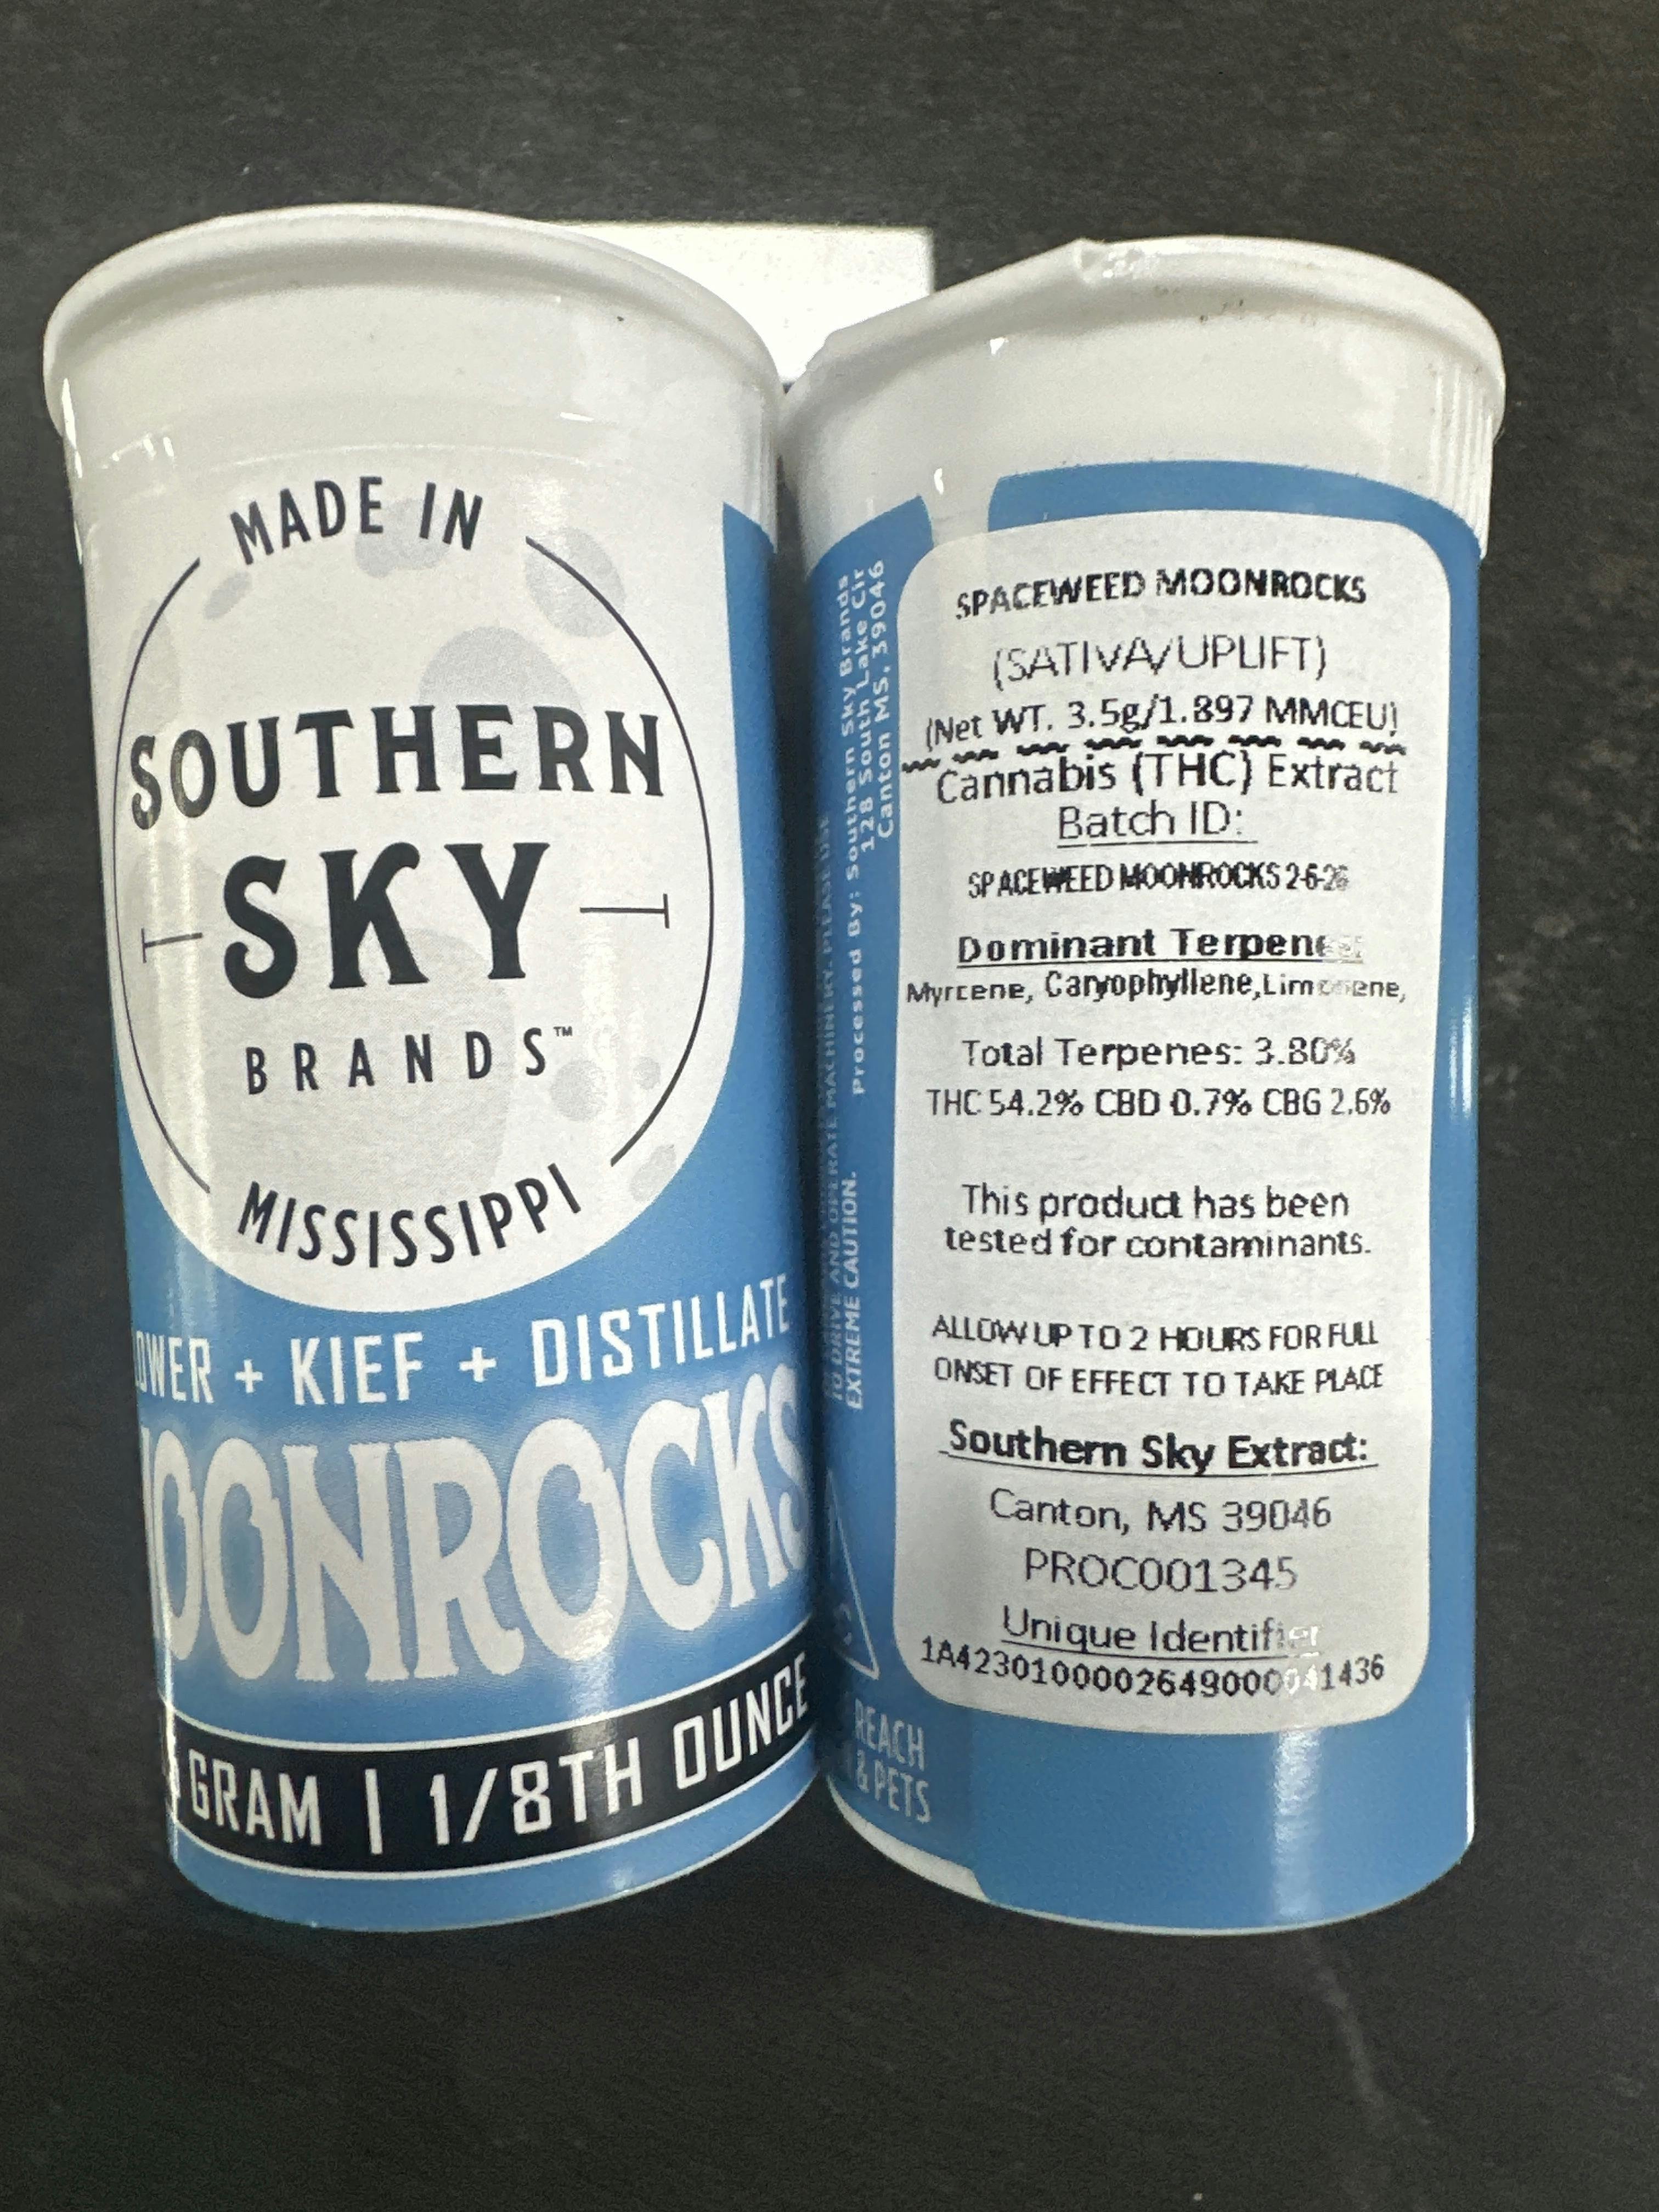 MADE IN
SOUTHERN
SKY
BRANDS™
MISSISSIPPI
OWER + KIEF + DISTILLATE
OONROCKS
GRAM | 1/8TH OUNCE
TO DRIVE AND OPERATE MACHINERY. PLEASE USE
EXTREME CAUTION.
Processed By: Southern Sky Brands
128 South Lake Cir
Canton MS, 39046
REACH
& PETS
SPACEWEED MOONROCKS
(SATIVA/UPLIFT)
(Net WT. 3.5g/1.897 MMCEU)
Cannabis (THC) Extract
Batch ID:
SPACEWEED MOONROCKS 2-6-26
Dominant Terpene
Myrcene, Caryophyllene, Limonene,
Total Terpenes: 3.80%
THC 54.2% CBD 0.7% CBG 2.6%
This product has been
tested for contaminants.
ALLOW UP TO 2 HOURS FOR FULL
ONSET OF EFFECT TO TAKE PLACE
Southern Sky Extract:
Canton, MS 39046
PROC001345
Unique Identifier
1A4230100002649000041436